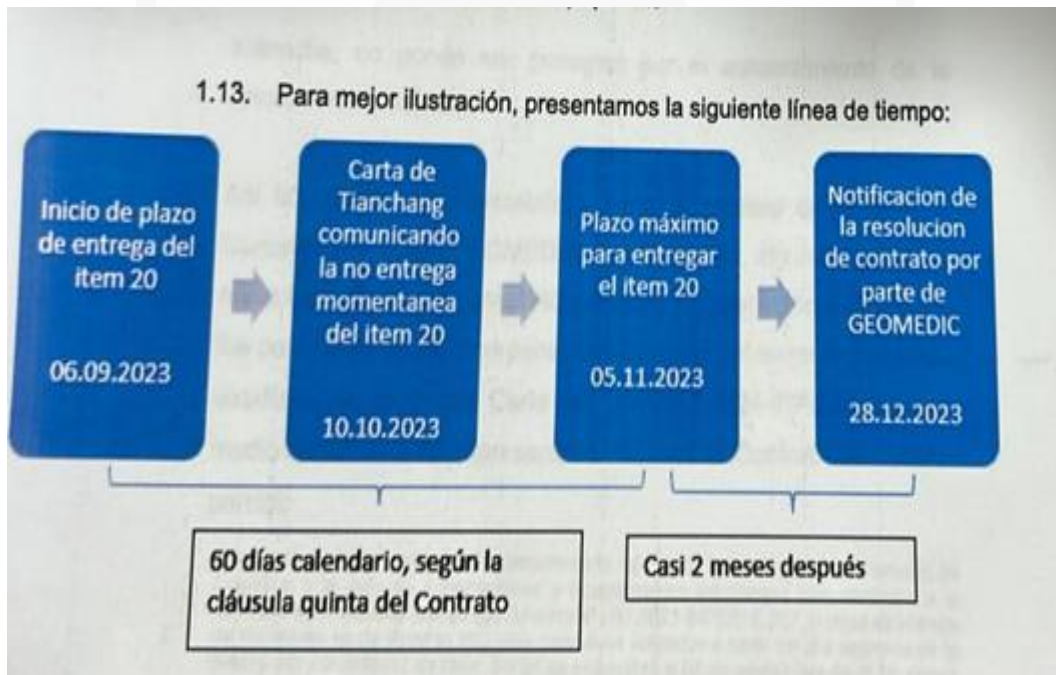 1.13. Para mejor ilustración, presentamos la siguiente línea de tiempo:
Inicio de plazo
de entrega del
item 20
06.09.2023
Carta de
Tianchang
comunicando
la no entrega
momentanea
del item 20
10.10.2023
Plazo máximo
para entregar
el item 20
05.11.2023
Notificacion de
la resolucion
de contrato por
parte de
GEOMEDIC
28.12.2023
60 días calendario, según la
cláusula quinta del Contrato
Casi 2 meses después